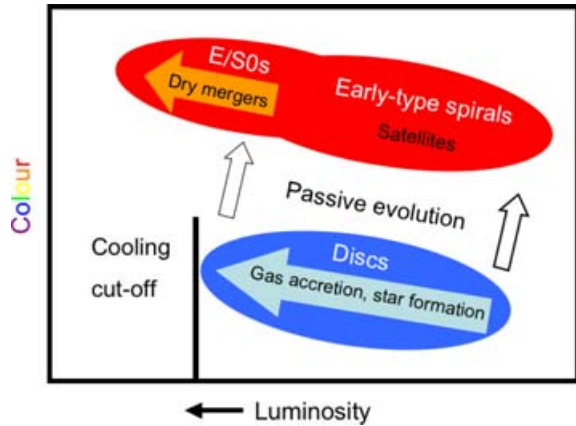 E/S0s
Dry mergers
Early-type spirals
Satellites
Passive evolution
Colour
Cooling
cut-off
Discs
Gas accretion, star formation
Luminosity